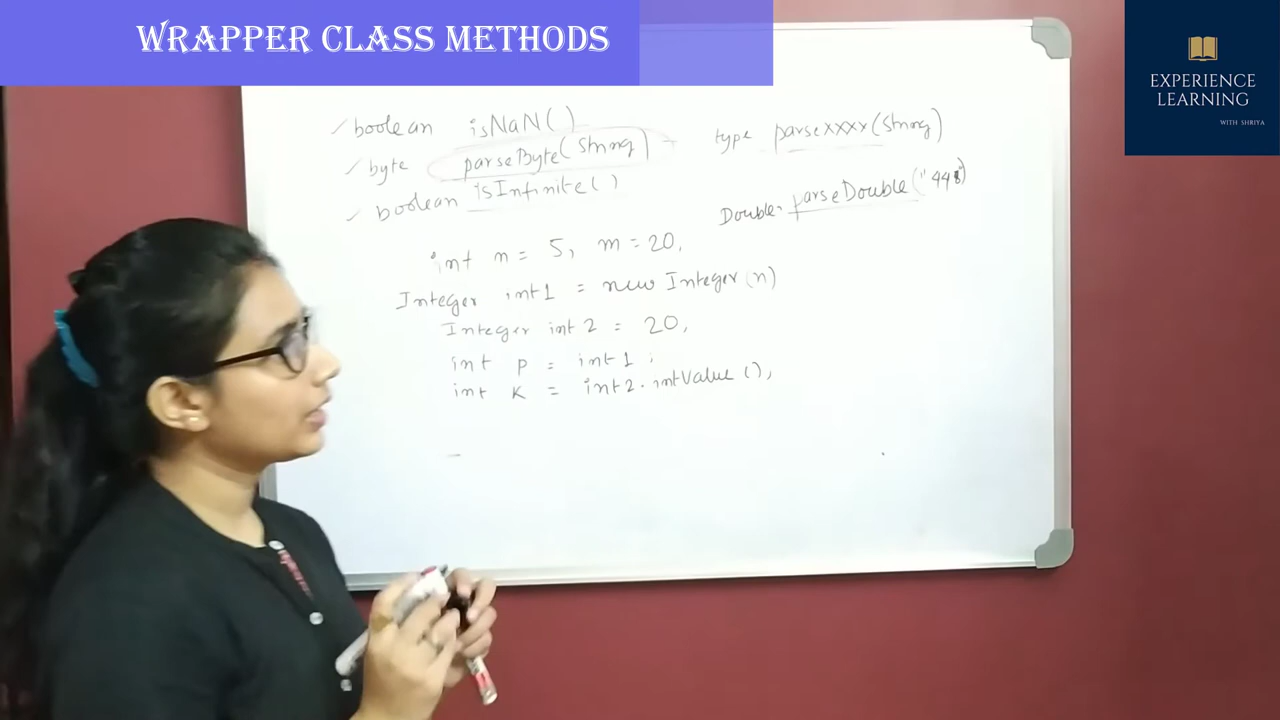 WRAPPER CLASS METHODS
EXPERIENCE
LEARNING
WITH SHRIYA
boolean isNaN()
byte parseByte(String)
boolean isInfinite()
type parsexxxx(String)
Double. parseDouble("448")
int n = 5, m = 20,
Integer int1 = new Integer(n)
Integer int2 = 20,
int p = int1;
int K = int2.intValue(),